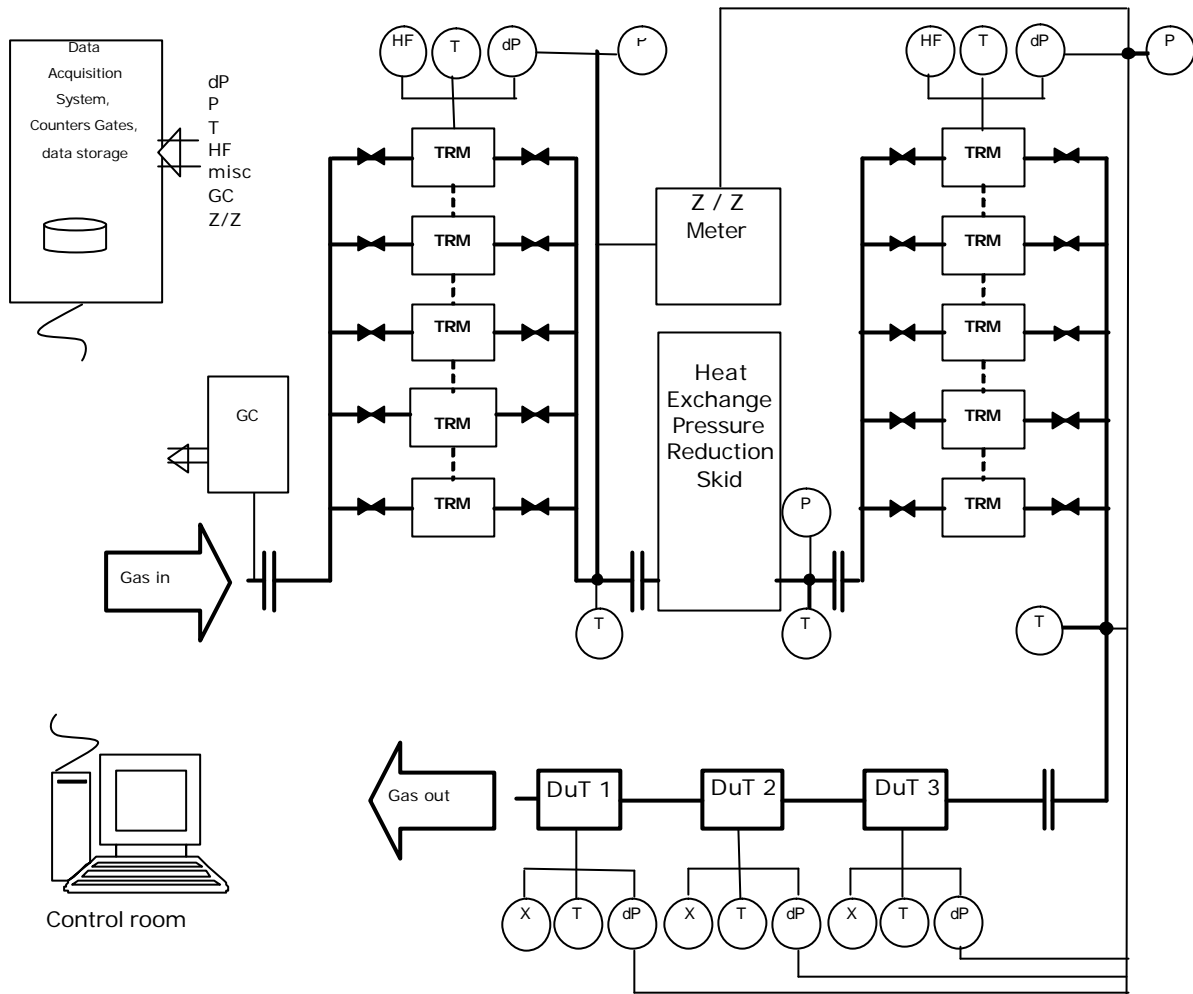 Data
Acquisition
System,
Counters Gates,
data storage
dP
P
T
HF
misc
GC
Z/Z
HF
T
dP
P
HF
T
dP
P
TRM
TRM
TRM
TRM
TRM
Z / Z
Meter
TRM
TRM
TRM
TRM
TRM
Heat
Exchange
Pressure
Reduction
Skid
GC
P
Gas in
T
T
T
Gas out
DuT 1
DuT 2
DuT 3
X
T
dP
X
T
dP
X
T
dP
Control room